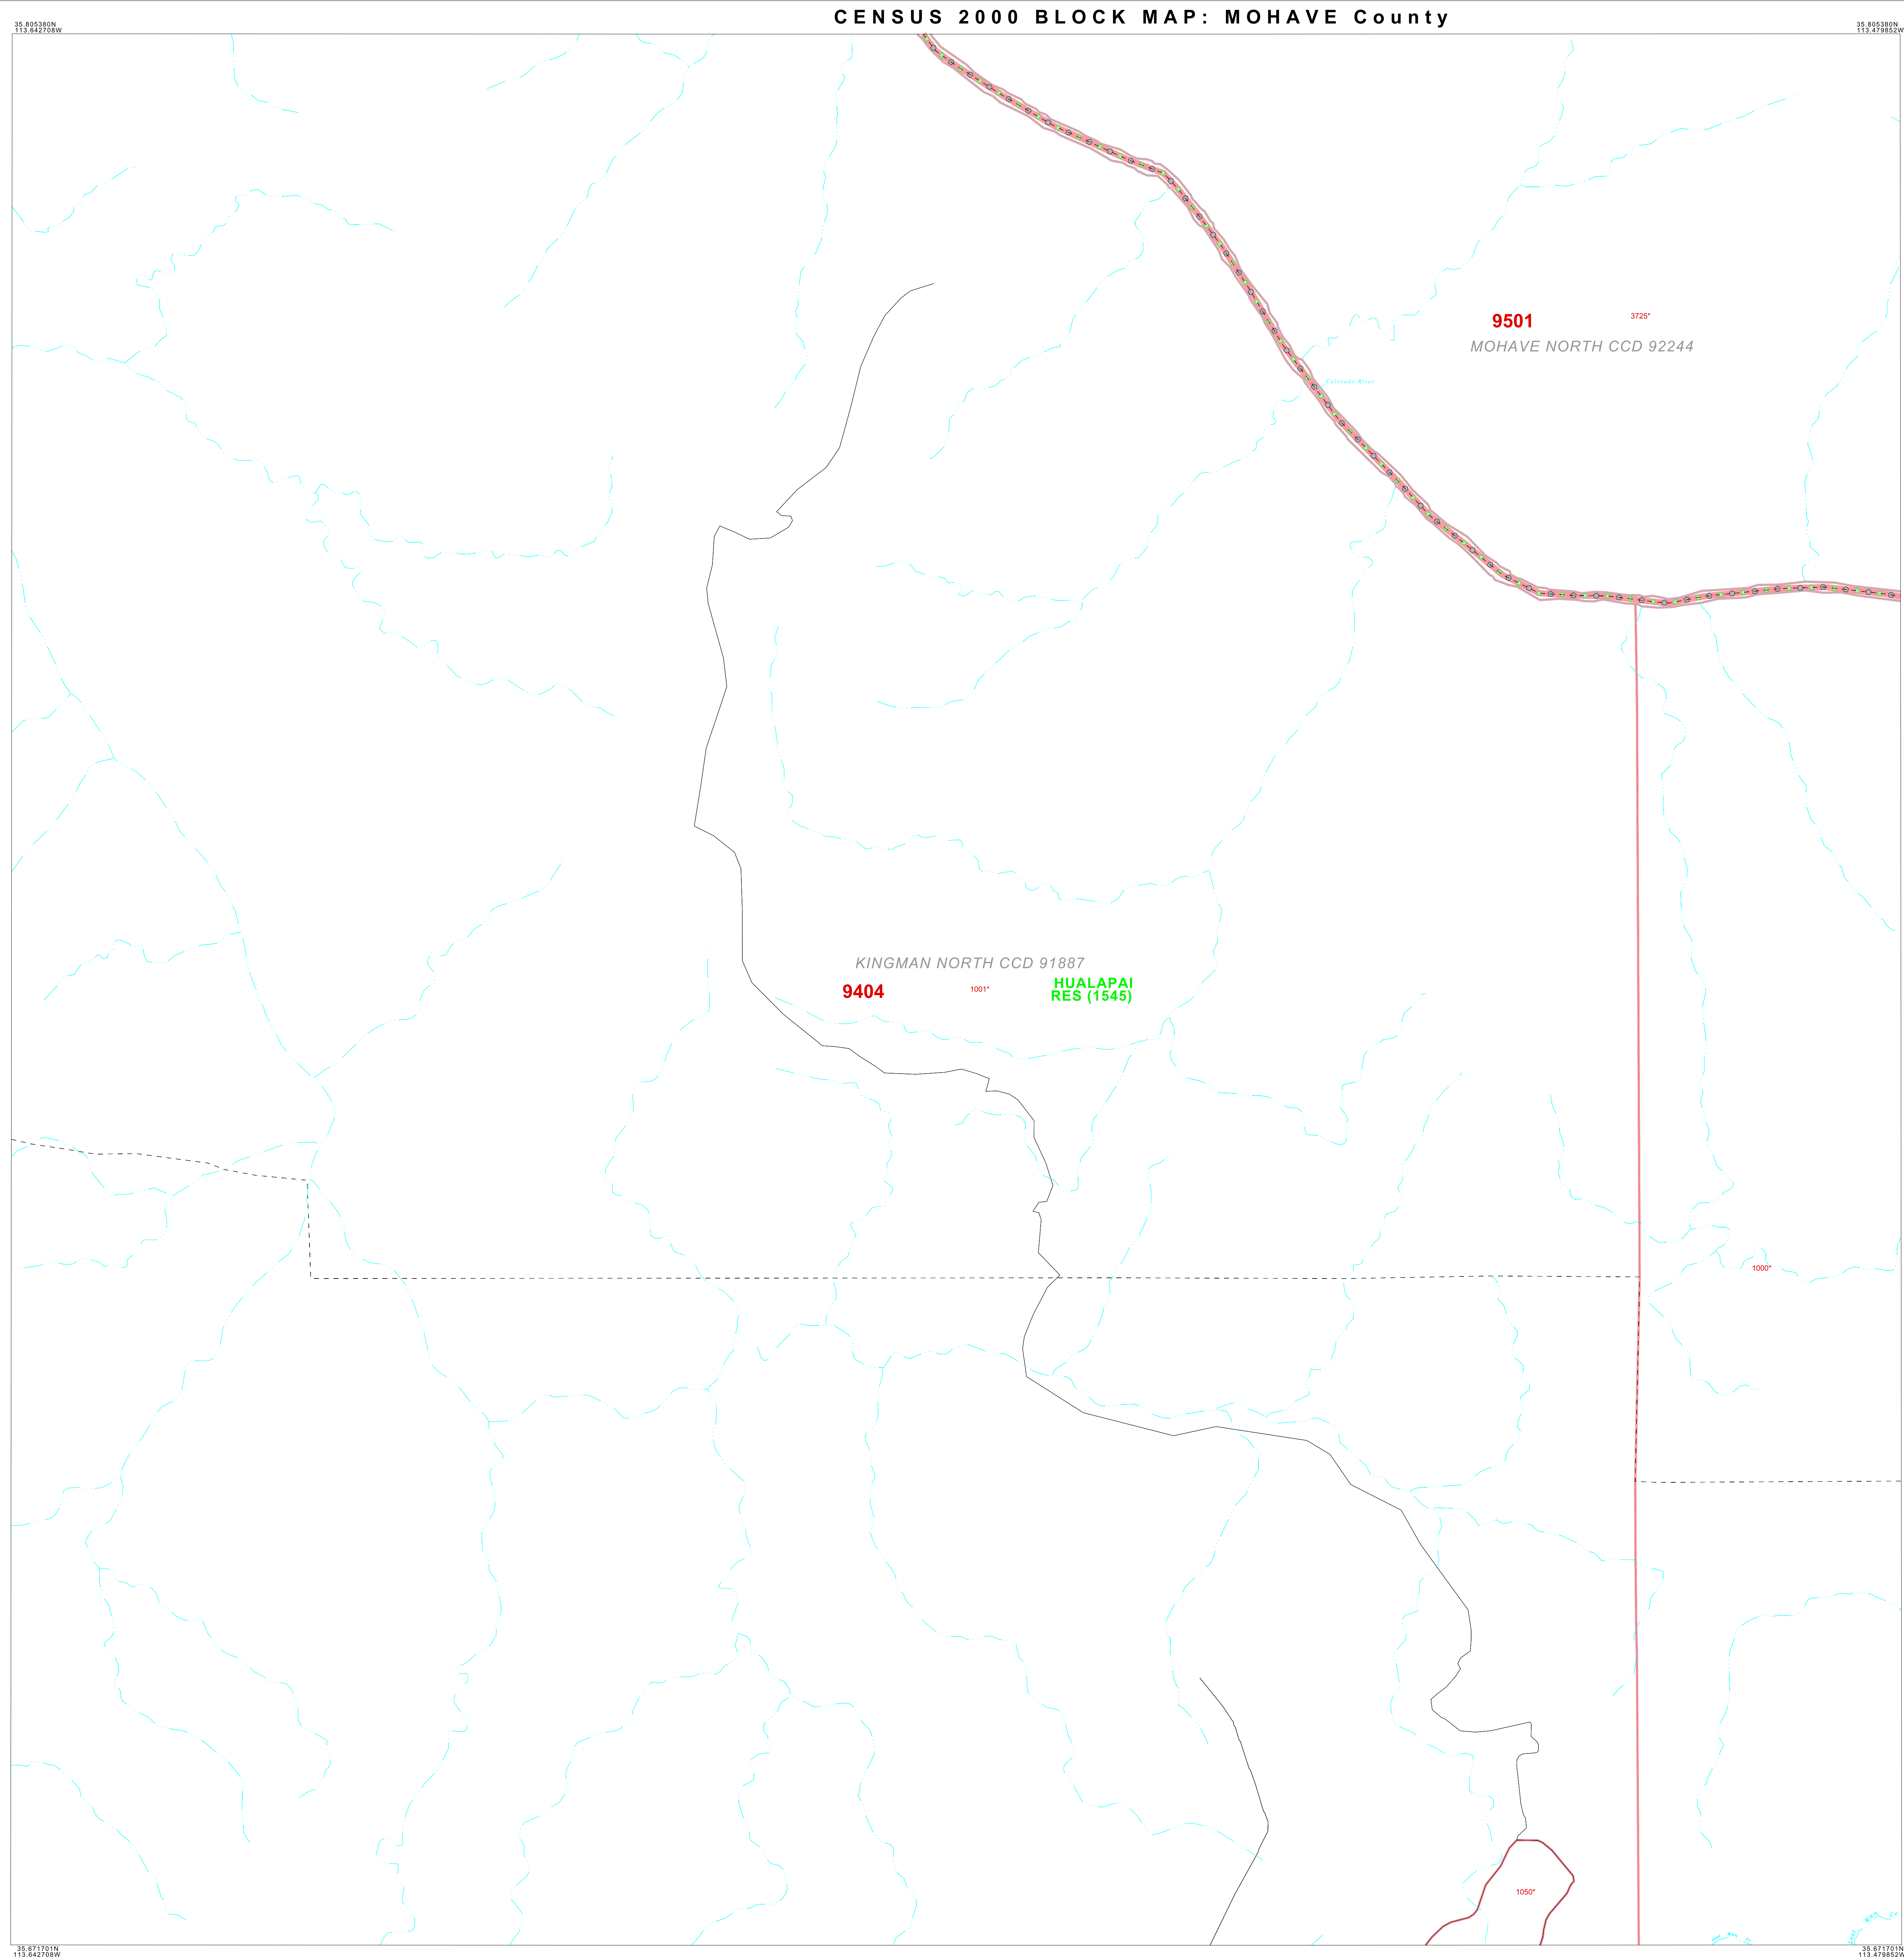 CENSUS 2000 BLOCK MAP: MOHAVE County
35.805380N
113.642708W
35.805380N
113.479852W
9501
3725*
MOHAVE NORTH CCD 92244
Colorado River
KINGMAN NORTH CCD 91887
9404
1001*
HUALAPAI
RES (1545)
1000*
1050*
35.671701N
113.642708W
35.671701N
113.479852W